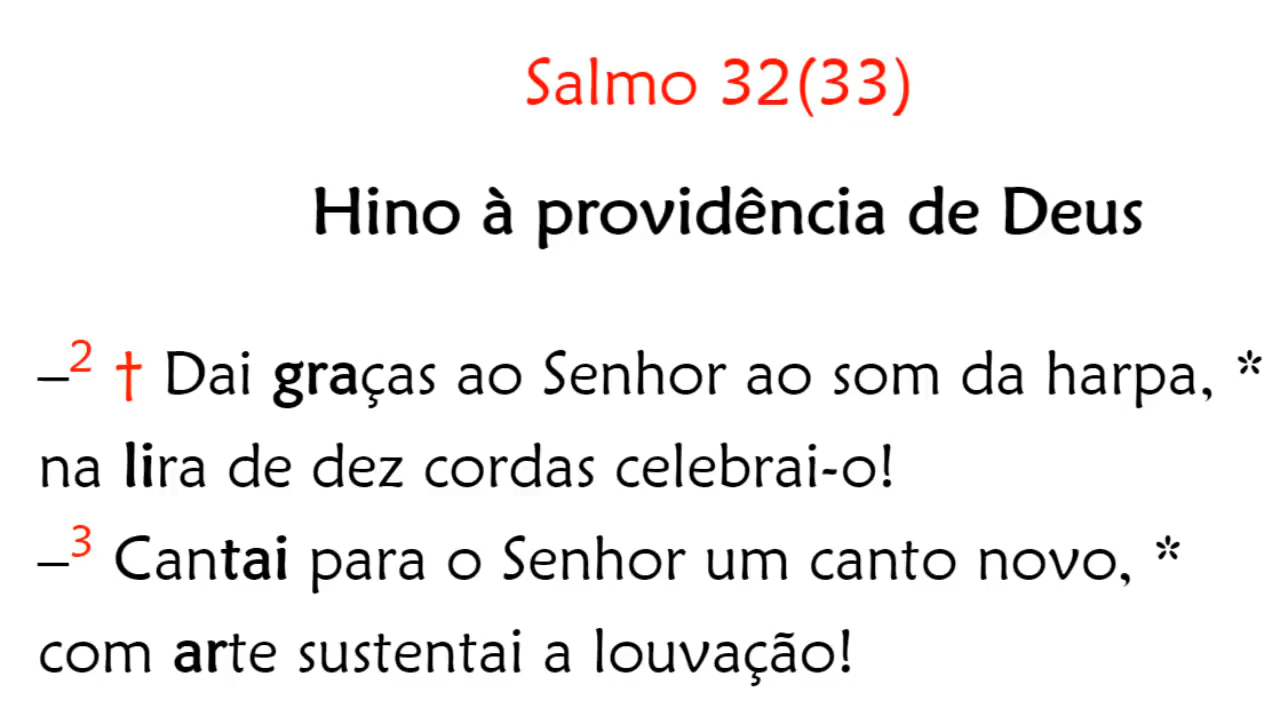 Salmo 32(33)
Hino à providência de Deus
–² † Dai graças ao Senhor ao som da harpa, *
na lira de dez cordas celebrai-o!
–³ Cantai para o Senhor um canto novo, *
com arte sustentai a louvação!